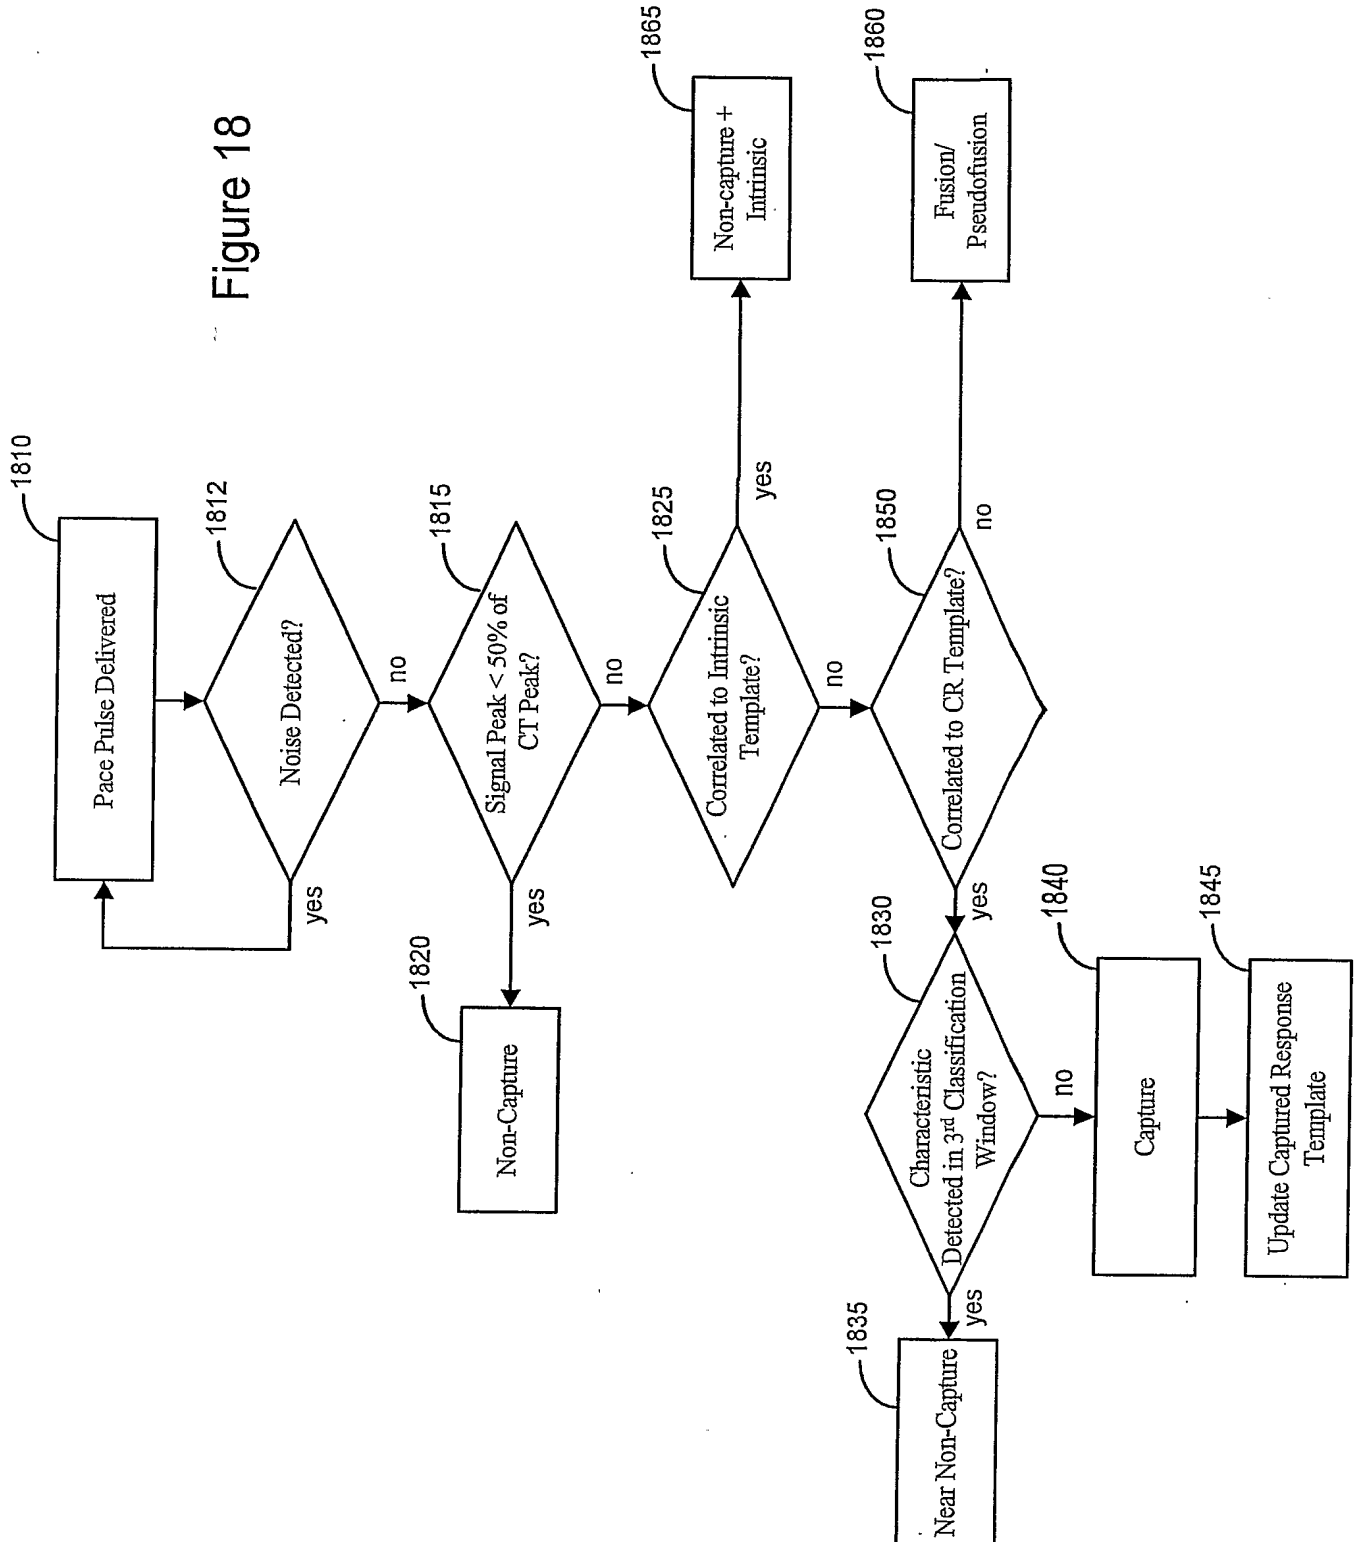 Figure 18
1810
Pace Pulse Delivered
1812
Noise Detected?
yes
no
1815
Signal Peak < 50% of
CT Peak?
yes
no
1820
Non-Capture
1825
Correlated to Intrinsic
Template?
yes
no
1865
Non-capture +
Intrinsic
1850
Correlated to CR Template?
no
yes
1860
Fusion/
Pseudofusion
1830
Characteristic
Detected in 3rd Classification
Window?
yes
no
1835
Near Non-Capture
1840
Capture
1845
Update Captured Response
Template